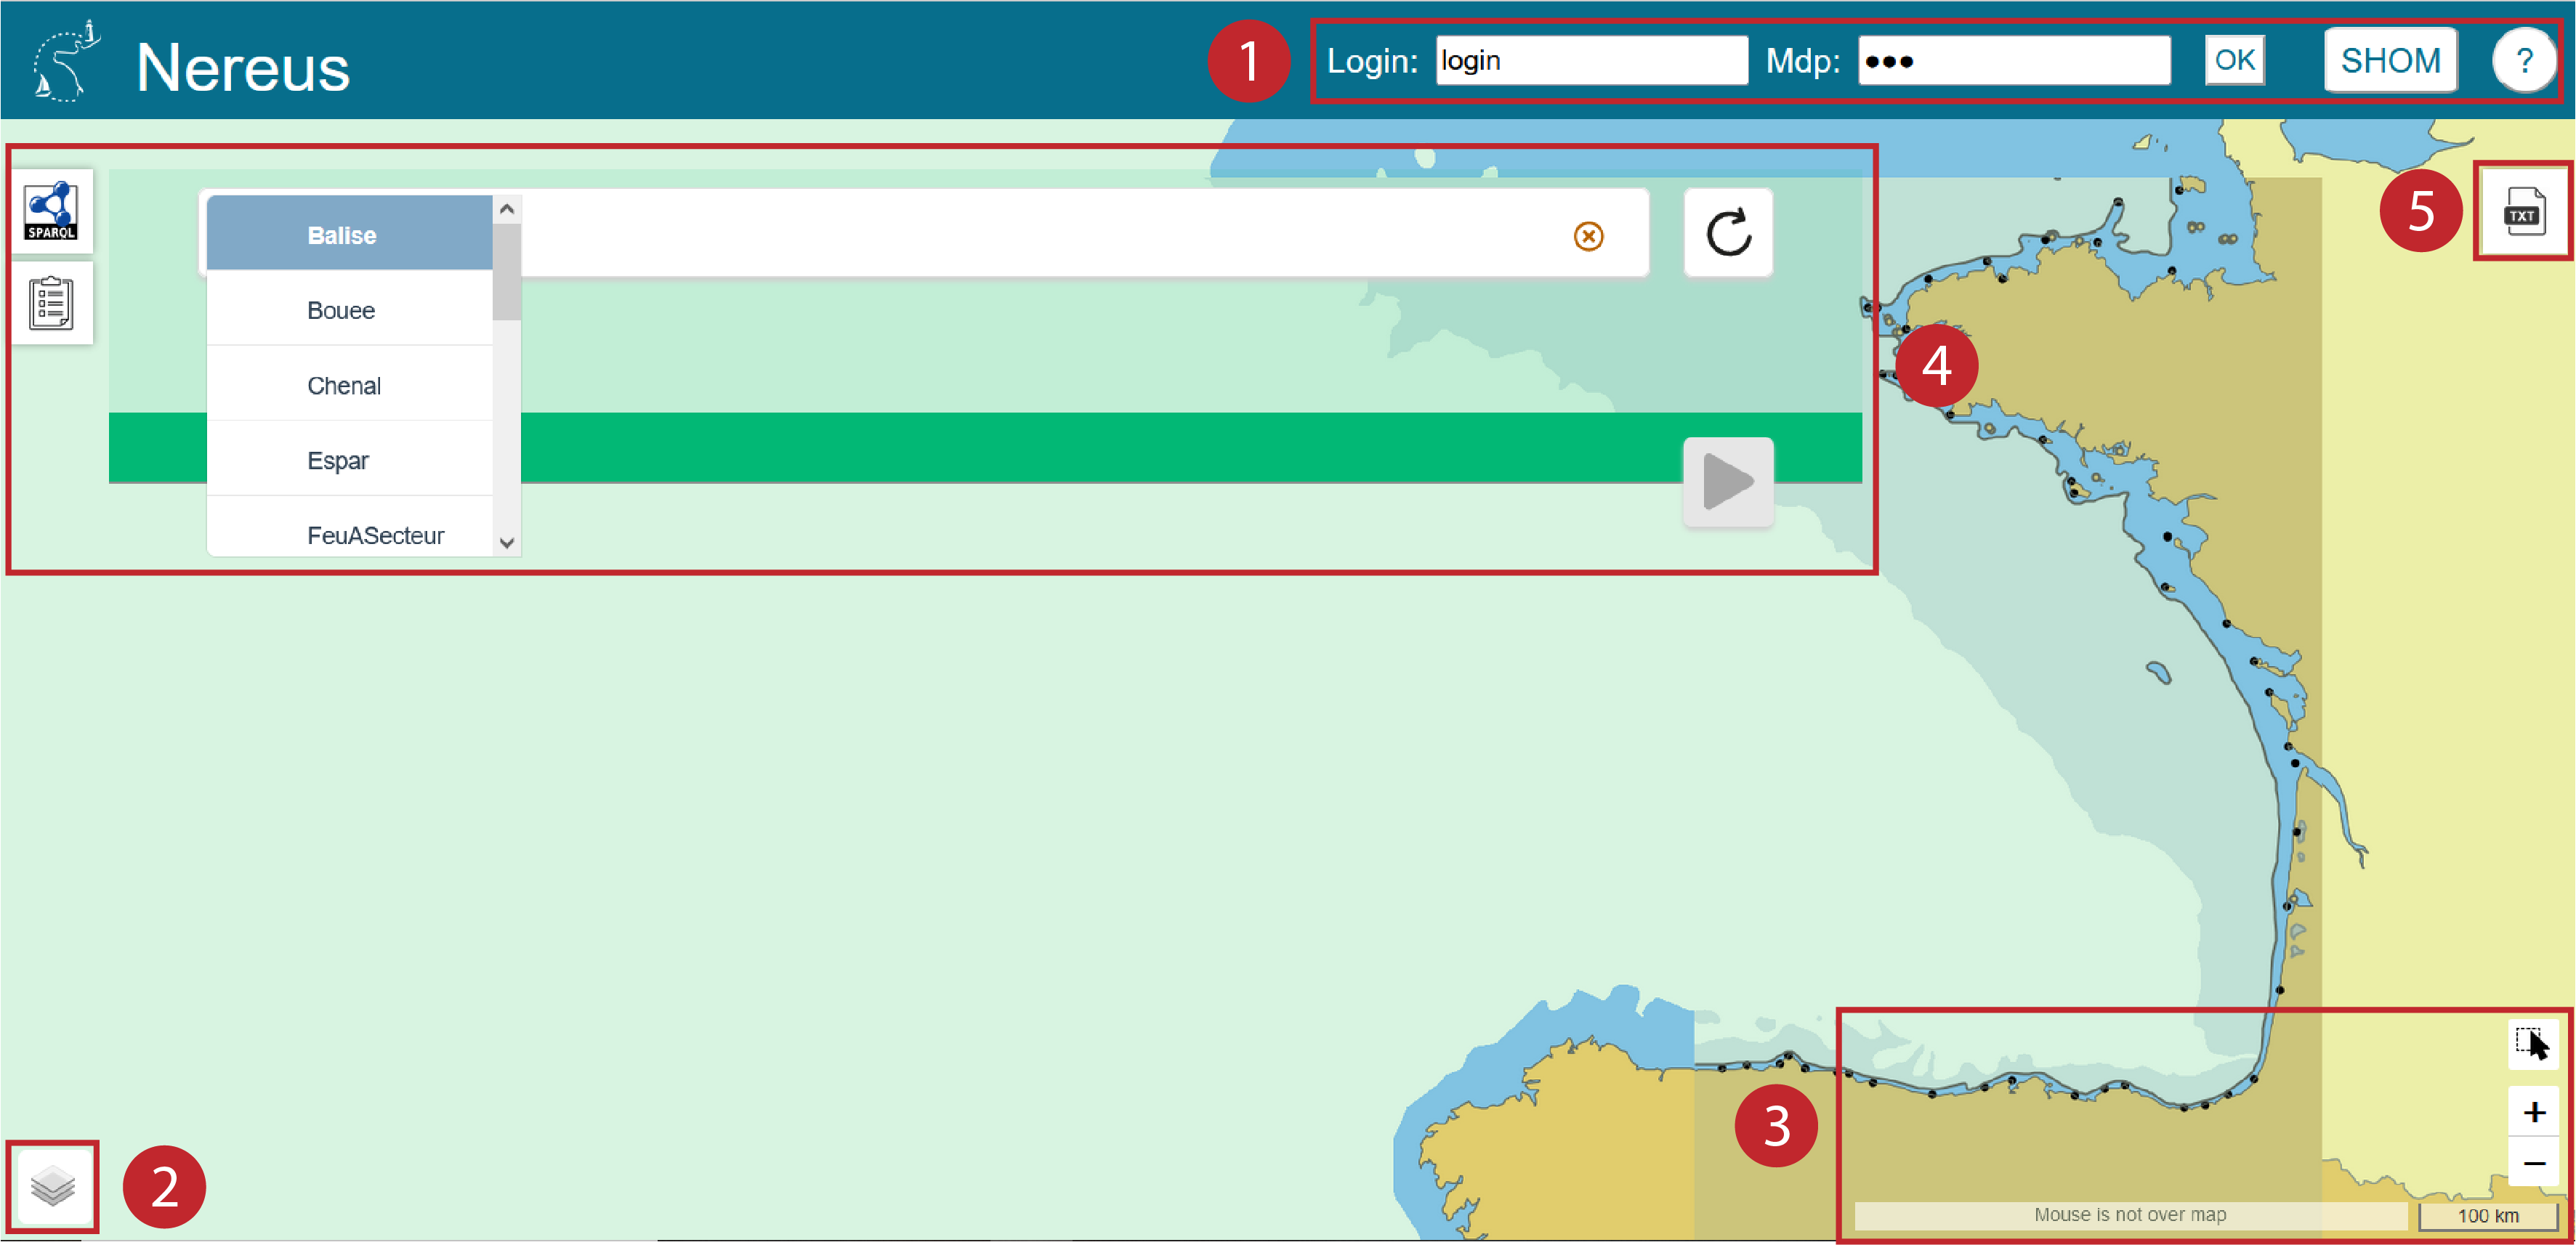 Nereus
1
Login:
login
Mdp:
●●●
OK
SHOM
?
SPARQL
Balise
Bouee
Chenal
Espar
FeuASecteur
4
5
TXT
2
3
+
−
Mouse is not over map
100 km